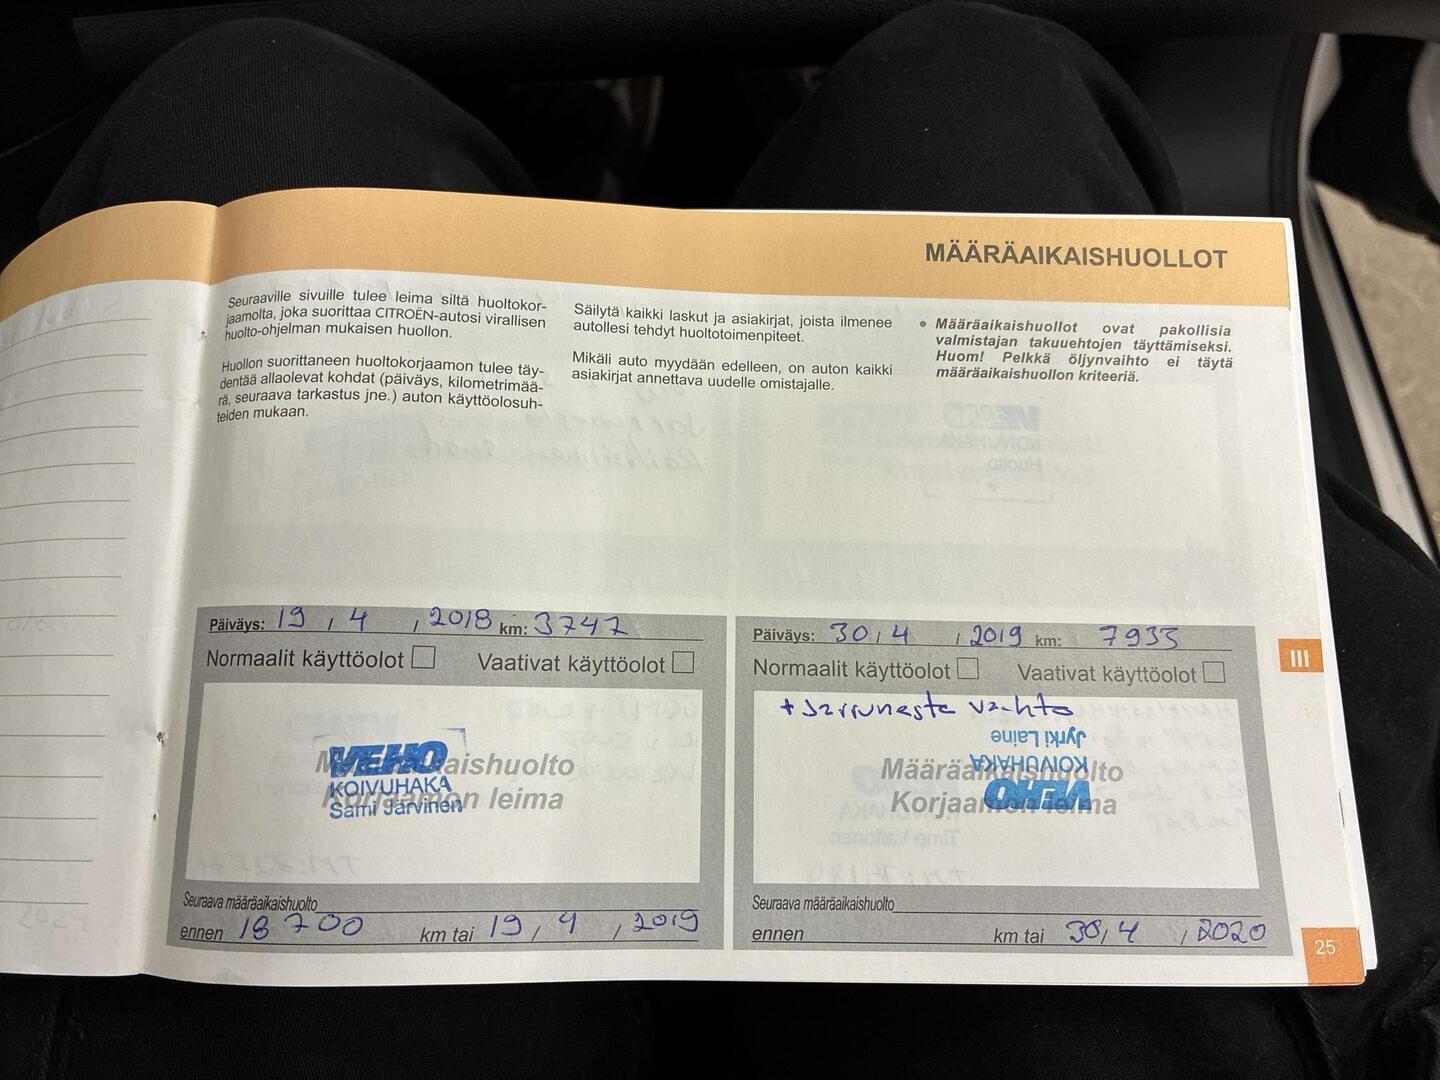 MÄÄRÄAIKAISHUOLLOT
Seuraaville sivuille tulee leima siltä huoltokor-
jaamolta, joka suorittaa CITROËN-autosi virallisen
huolto-ohjelman mukaisen huollon.
Huollon suorittaneen huoltokorjaamon tulee täy-
dentää allaolevat kohdat (päiväys, kilometrimää-
rä, seuraava tarkastus jne.) auton käyttöolosuh-
teiden mukaan.
Säilytä kaikki laskut ja asiakirjat, joista ilmenee
autollesi tehdyt huoltotoimenpiteet.
Mikäli auto myydään edelleen, on auton kaikki
asiakirjat annettava uudelle omistajalle.
• Määräaikaishuollot ovat pakollisia
valmistajan takuuehtojen täyttämiseksi.
Huom! Pelkkä öljynvaihto ei täytä
määräaikaishuollon kriteeriä.
Päiväys: 19 / 4 / 2018 km: 3747
Normaalit käyttöolot Vaativat käyttöolot
Määräaikaishuolto
Korjaamon leima
VEHO
KOIVUHAKA
Sami Järvinen
Seuraava määräaikaishuolto
ennen 18700 km tai 19 / 4 / 2019
Päiväys: 30 / 4 / 2019 km: 7933
Normaalit käyttöolot Vaativat käyttöolot
+ Jarruneste vaihto
Määräaikaishuolto
Korjaamon leima
VEHO
KOIVUHAKA
Jyrki Laine
Seuraava määräaikaishuolto
ennen km tai 30 / 4 / 2020
III
25